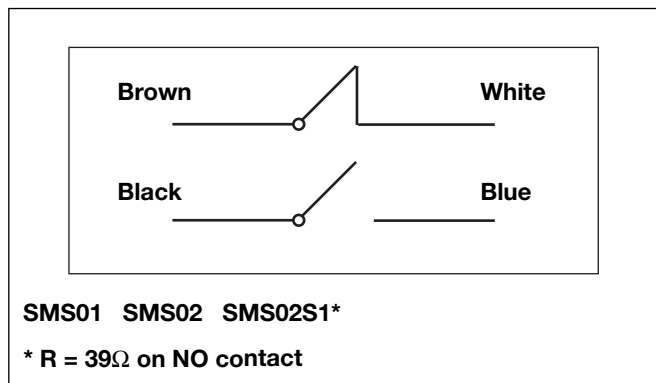 Brown White
Black Blue
SMS01 SMS02 SMS02S1*
* R = 39Ω on NO contact